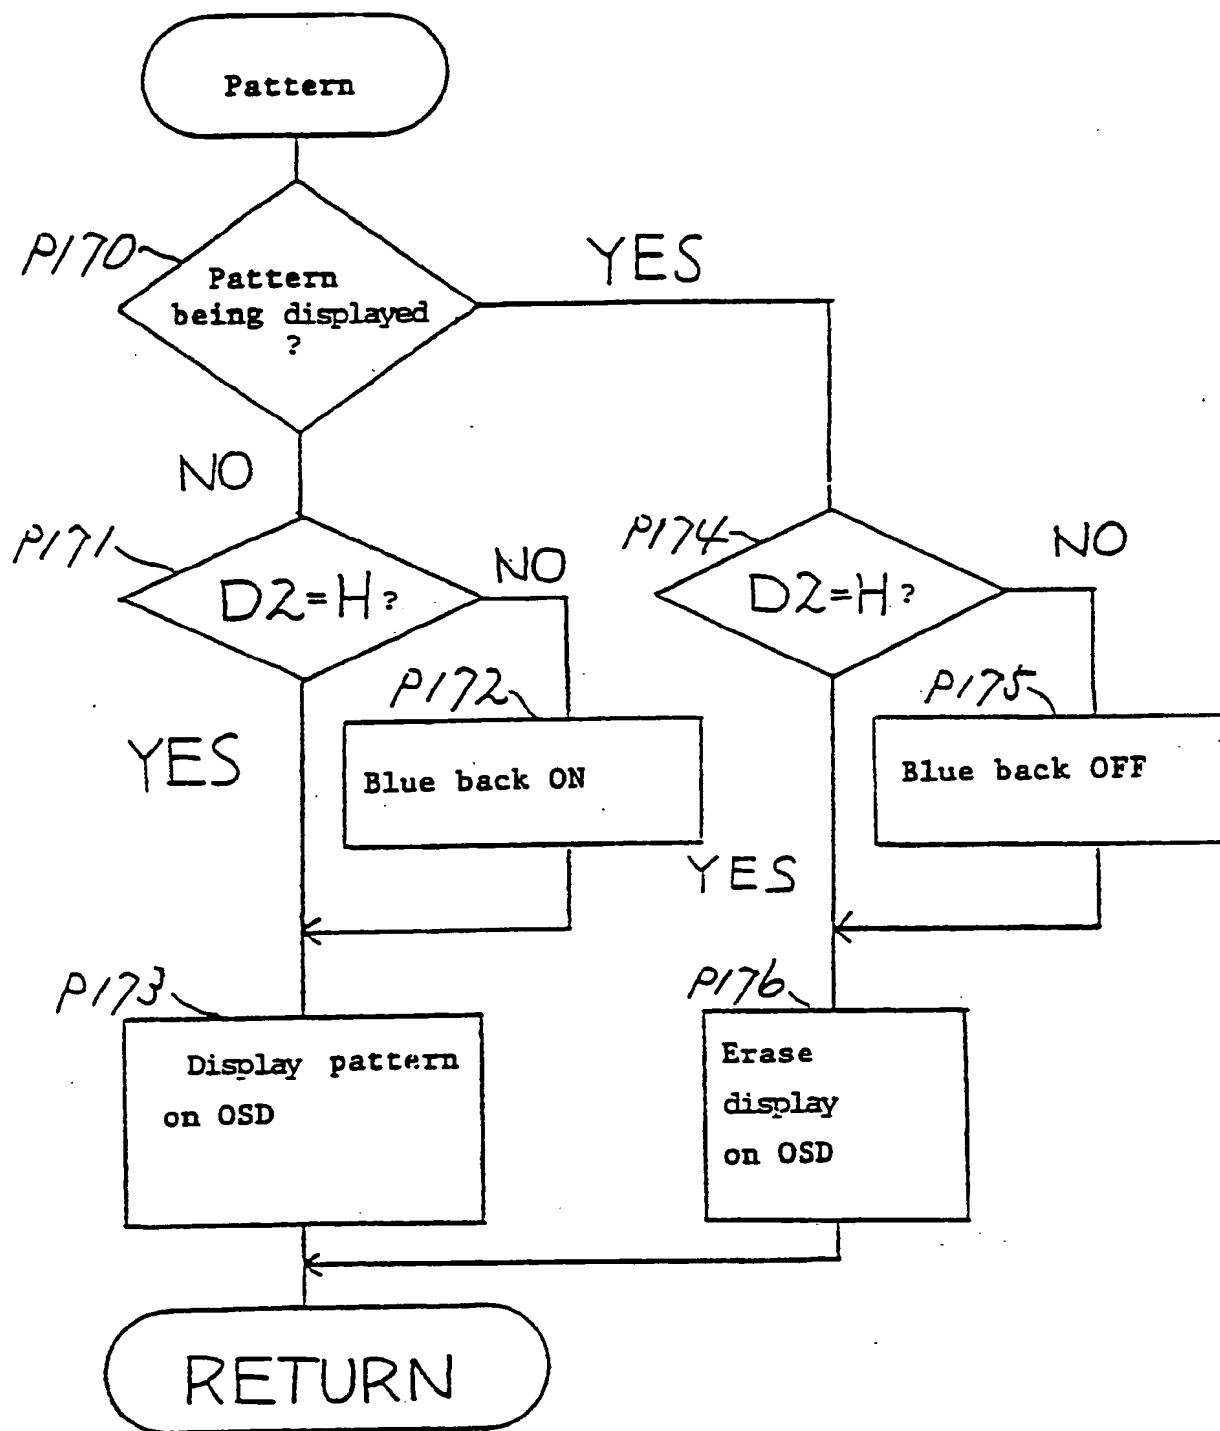 Pattern
P170
YES
Pattern
being displayed
?
NO
P171
D2=H?
NO
P174
D2=H?
NO
P172
P175
YES
Blue back ON
Blue back OFF
YES
P173
P176
Display pattern
on OSD
Erase
display
on OSD
RETURN